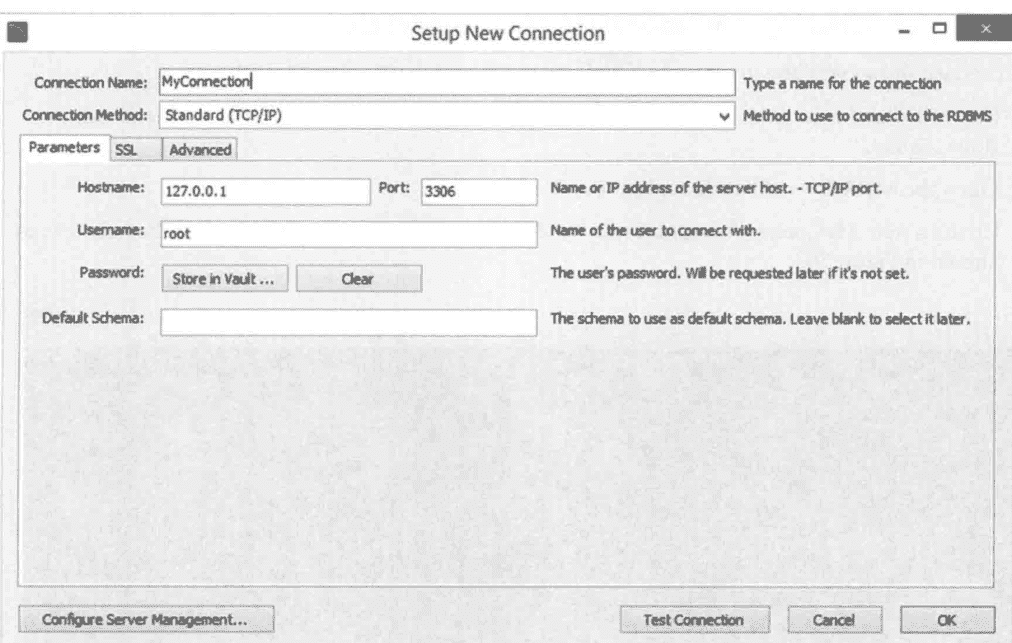 Setup New Connection
Connection Name: MyConnection Type a name for the connection
Connection Method: Standard (TCP/IP) Method to use to connect to the RDBMS
Parameters SSL Advanced
Hostname: 127.0.0.1 Port: 3306 Name or IP address of the server host. - TCP/IP port.
Username: root Name of the user to connect with.
Password: Store in Vault ... Clear The user's password. Will be requested later if it's not set.
Default Schema: The schema to use as default schema. Leave blank to select it later.
Configure Server Management... Test Connection Cancel OK